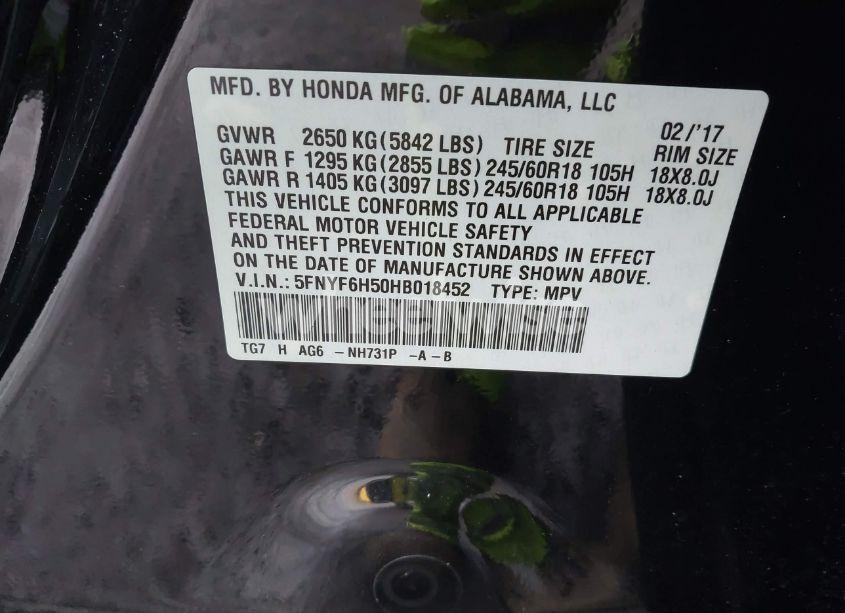 MFD. BY HONDA MFG. OF ALABAMA, LLC
02/'17
GVWR 2650 KG(5842 LBS) TIRE SIZE RIM SIZE
GAWR F 1295 KG(2855 LBS) 245/60R18 105H 18X8.0J
GAWR R 1405 KG(3097 LBS) 245/60R18 105H 18X8.0J
THIS VEHICLE CONFORMS TO ALL APPLICABLE
FEDERAL MOTOR VEHICLE SAFETY
AND THEFT PREVENTION STANDARDS IN EFFECT
ON THE DATE OF MANUFACTURE SHOWN ABOVE.
V.I.N.: 5FNYF6H50HB018452 TYPE: MPV
TG7 H AG6 -NH731P -A-B